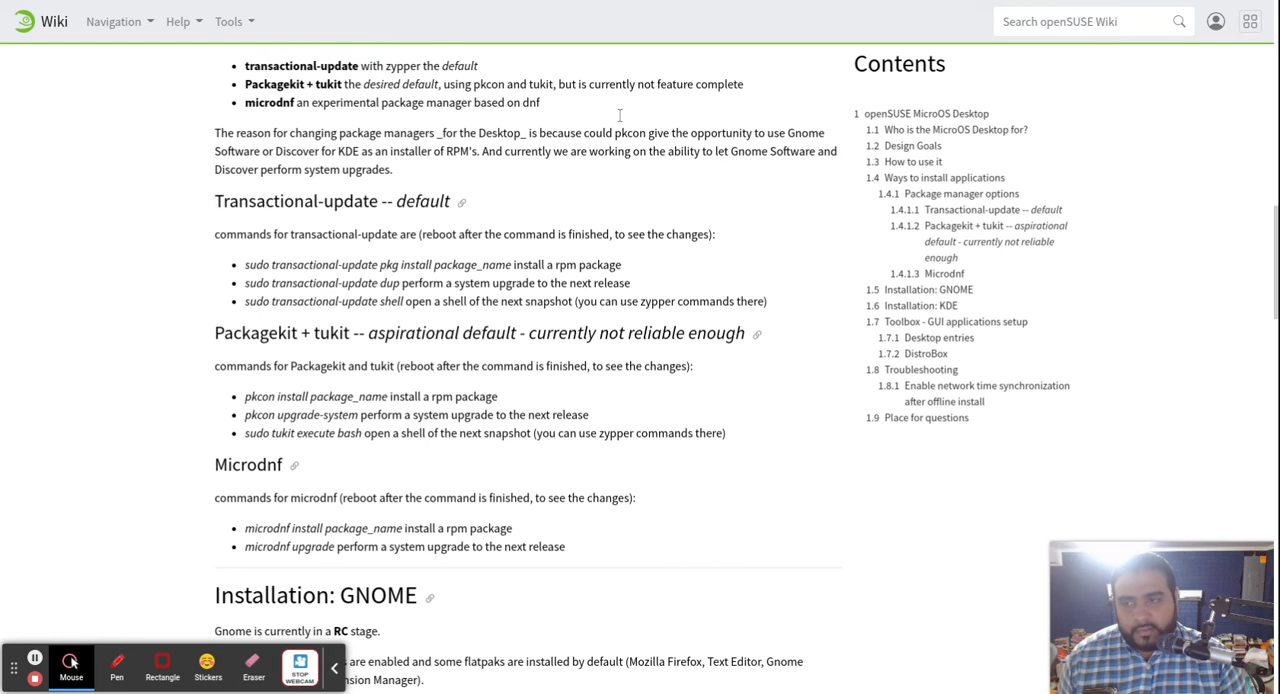 Wiki Navigation Help Tools Search openSUSE Wiki
transactional-update with zypper the default
Packagekit + tukit the desired default, using pkcon and tukit, but is currently not feature complete
microdnf an experimental package manager based on dnf
The reason for changing package managers _for the Desktop_ is because could pkcon give the opportunity to use Gnome
Software or Discover for KDE as an installer of RPM's. And currently we are working on the ability to let Gnome Software and
Discover perform system upgrades.
Transactional-update -- default
commands for transactional-update are (reboot after the command is finished, to see the changes):
sudo transactional-update pkg install package_name install a rpm package
sudo transactional-update dup perform a system upgrade to the next release
sudo transactional-update shell open a shell of the next snapshot (you can use zypper commands there)
Packagekit + tukit -- aspirational default - currently not reliable enough
commands for Packagekit and tukit (reboot after the command is finished, to see the changes):
pkcon install package_name install a rpm package
pkcon upgrade-system perform a system upgrade to the next release
sudo tukit execute bash open a shell of the next snapshot (you can use zypper commands there)
Microdnf
commands for microdnf (reboot after the command is finished, to see the changes):
microdnf install package_name install a rpm package
microdnf upgrade perform a system upgrade to the next release
Installation: GNOME
Gnome is currently in a RC stage.
s are enabled and some flatpaks are installed by default (Mozilla Firefox, Text Editor, Gnome
nsion Manager).
Contents
1 openSUSE MicroOS Desktop
1.1 Who is the MicroOS Desktop for?
1.2 Design Goals
1.3 How to use it
1.4 Ways to install applications
1.4.1 Package manager options
1.4.1.1 Transactional-update -- default
1.4.1.2 Packagekit + tukit -- aspirational
default - currently not reliable
enough
1.4.1.3 Microdnf
1.5 Installation: GNOME
1.6 Installation: KDE
1.7 Toolbox - GUI applications setup
1.7.1 Desktop entries
1.7.2 DistroBox
1.8 Troubleshooting
1.8.1 Enable network time synchronization
after offline install
1.9 Place for questions
Mouse Pen Rectangle Stickers Eraser STOP
WEBCAM